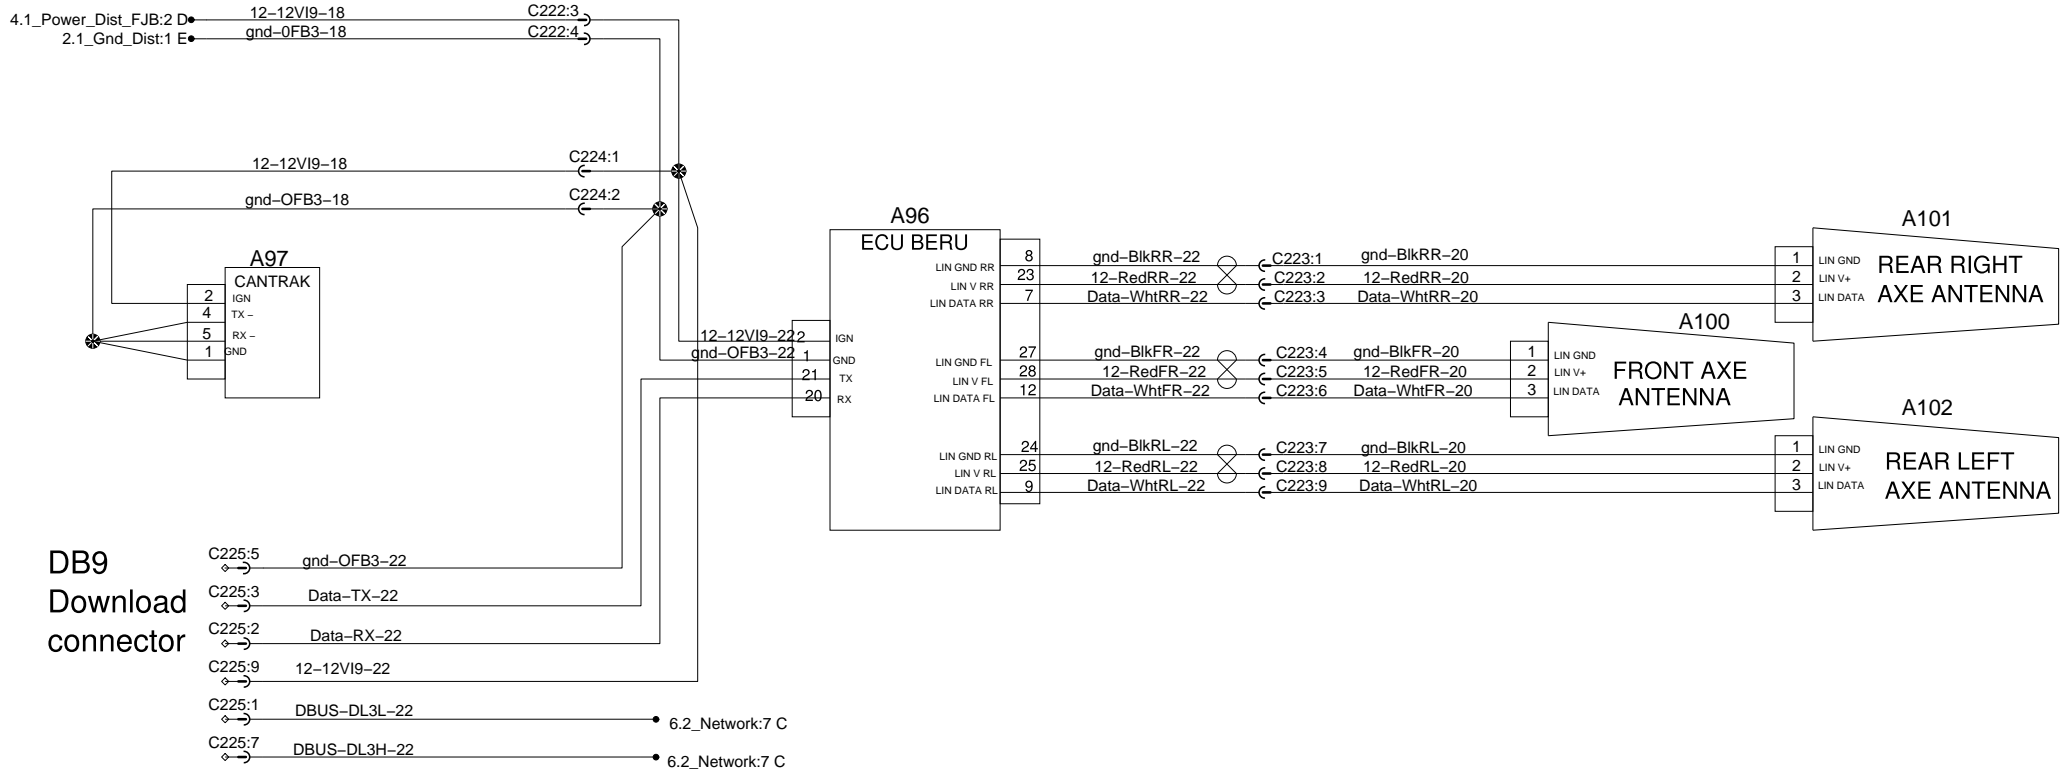 4.1_Power_Dist_FJB:2 D
12–12VI9–18
C222:3
2.1_Gnd_Dist:1 E
gnd-0FB3-18
C222:4
12–12VI9–18
C224:1
gnd–OFB3–18
C224:2
A97
CANTRAK
2 IGN
4 TX –
5 RX –
1 GND
A96
ECU BERU
12–12VI9–22 2 IGN
gnd–OFB3–22 1 GND
21 TX
20 RX
LIN GND RR 8 gnd–BlkRR–22 C223:1 gnd–BlkRR–20
LIN V RR 23 12–RedRR–22 C223:2 12–RedRR–20
LIN DATA RR 7 Data–WhtRR–22 C223:3 Data–WhtRR–20
A101
1 LIN GND
2 LIN V+
3 LIN DATA
REAR RIGHT
AXE ANTENNA
LIN GND FL 27 gnd–BlkFR–22 C223:4 gnd–BlkFR–20
LIN V FL 28 12–RedFR–22 C223:5 12–RedFR–20
LIN DATA FL 12 Data–WhtFR–22 C223:6 Data–WhtFR–20
A100
1 LIN GND
2 LIN V+
3 LIN DATA
FRONT AXE
ANTENNA
LIN GND RL 24 gnd–BlkRL–22 C223:7 gnd–BlkRL–20
LIN V RL 25 12–RedRL–22 C223:8 12–RedRL–20
LIN DATA RL 9 Data–WhtRL–22 C223:9 Data–WhtRL–20
A102
1 LIN GND
2 LIN V+
3 LIN DATA
REAR LEFT
AXE ANTENNA
DB9
Download
connector
C225:5 gnd–OFB3–22
C225:3 Data–TX–22
C225:2 Data–RX–22
C225:9 12–12VI9–22
C225:1 DBUS–DL3L–22 6.2_Network:7 C
C225:7 DBUS–DL3H–22 6.2_Network:7 C